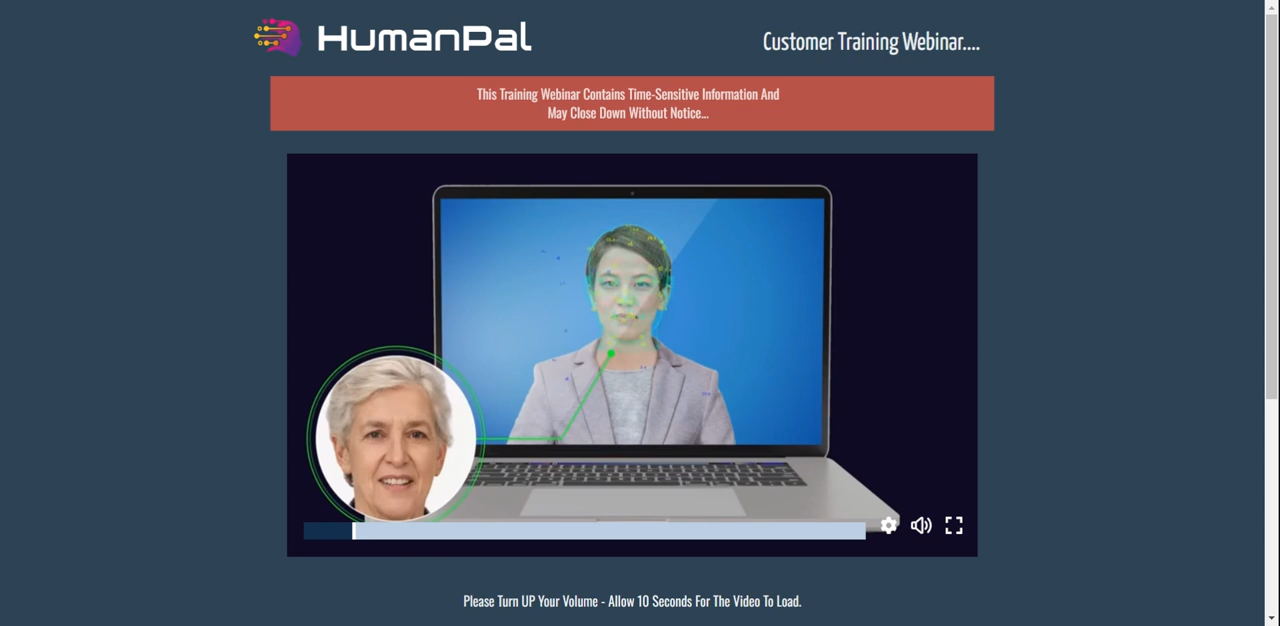 HumanPal
Customer Training Webinar....
This Training Webinar Contains Time-Sensitive Information And
May Close Down Without Notice...
Please Turn UP Your Volume - Allow 10 Seconds For The Video To Load.